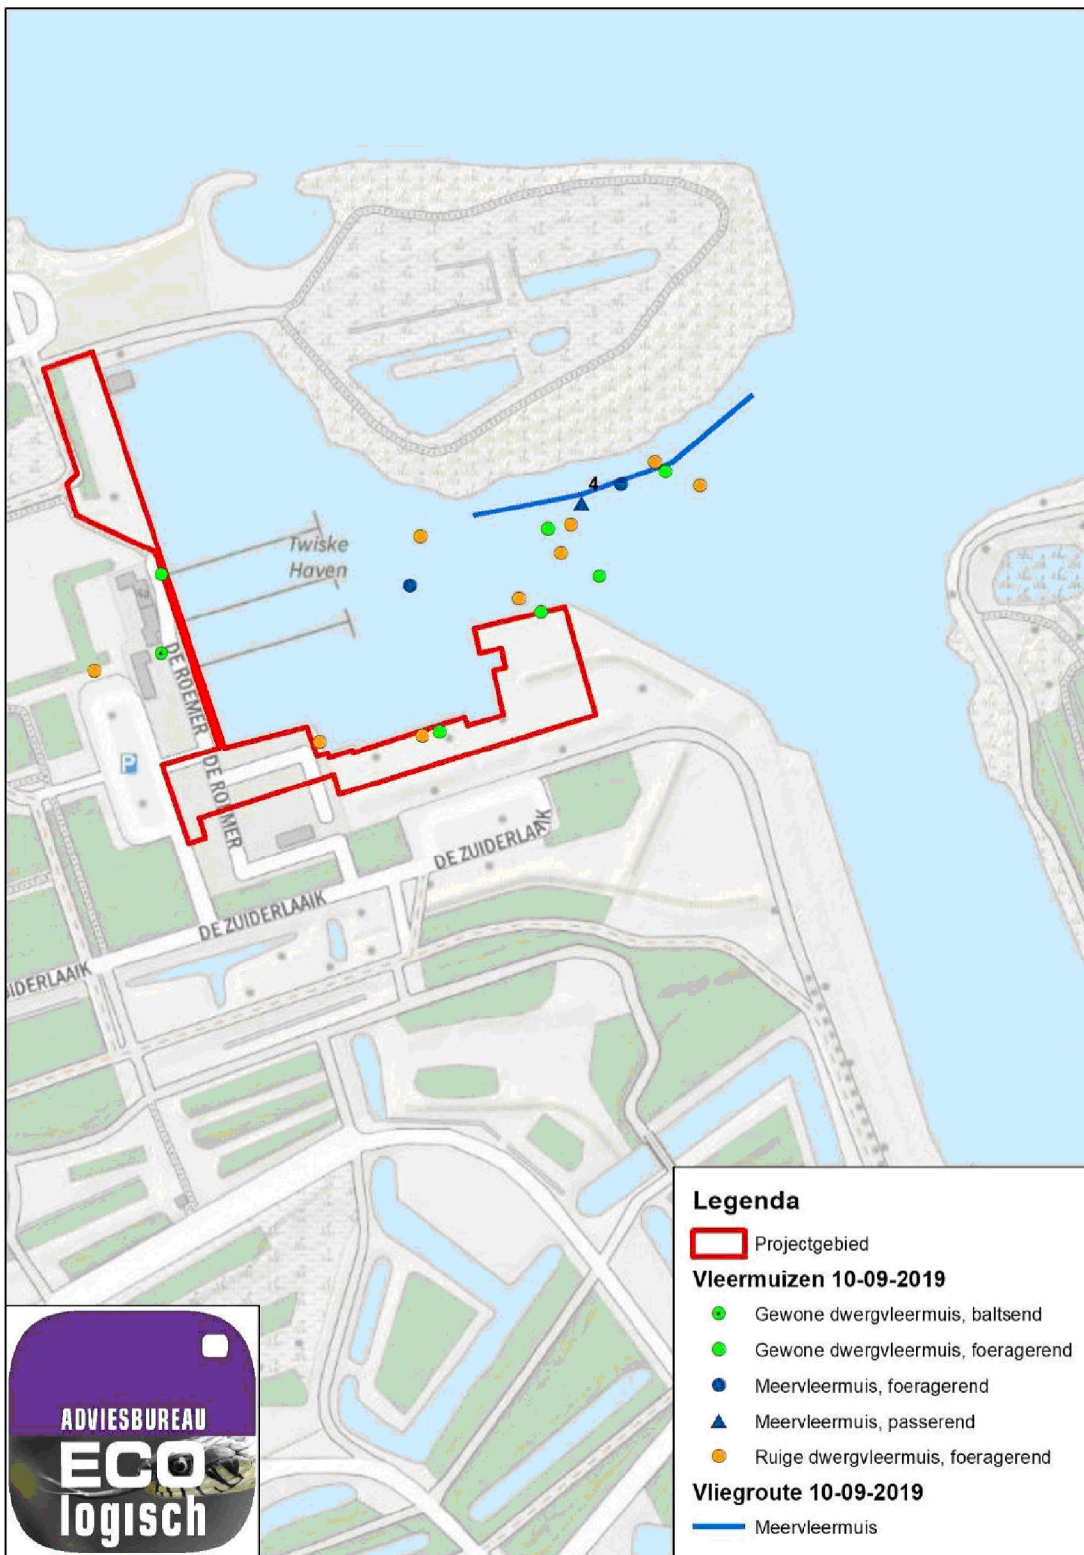 4
Twiske
Haven
DE ROEMER
P
DE ROEMER
DE ZUIDERLAAIK
DE ZUIDERLAAIK
UIDERLAAIK
Legenda
Projectgebied
Vleermuizen 10-09-2019
Gewone dwergvleermuis, baltsend
Gewone dwergvleermuis, foeragerend
Meervleermuis, foeragerend
Meervleermuis, passerend
Ruige dwergvleermuis, foeragerend
Vliegroute 10-09-2019
Meervleermuis
ADVIESBUREAU
ECO
logisch